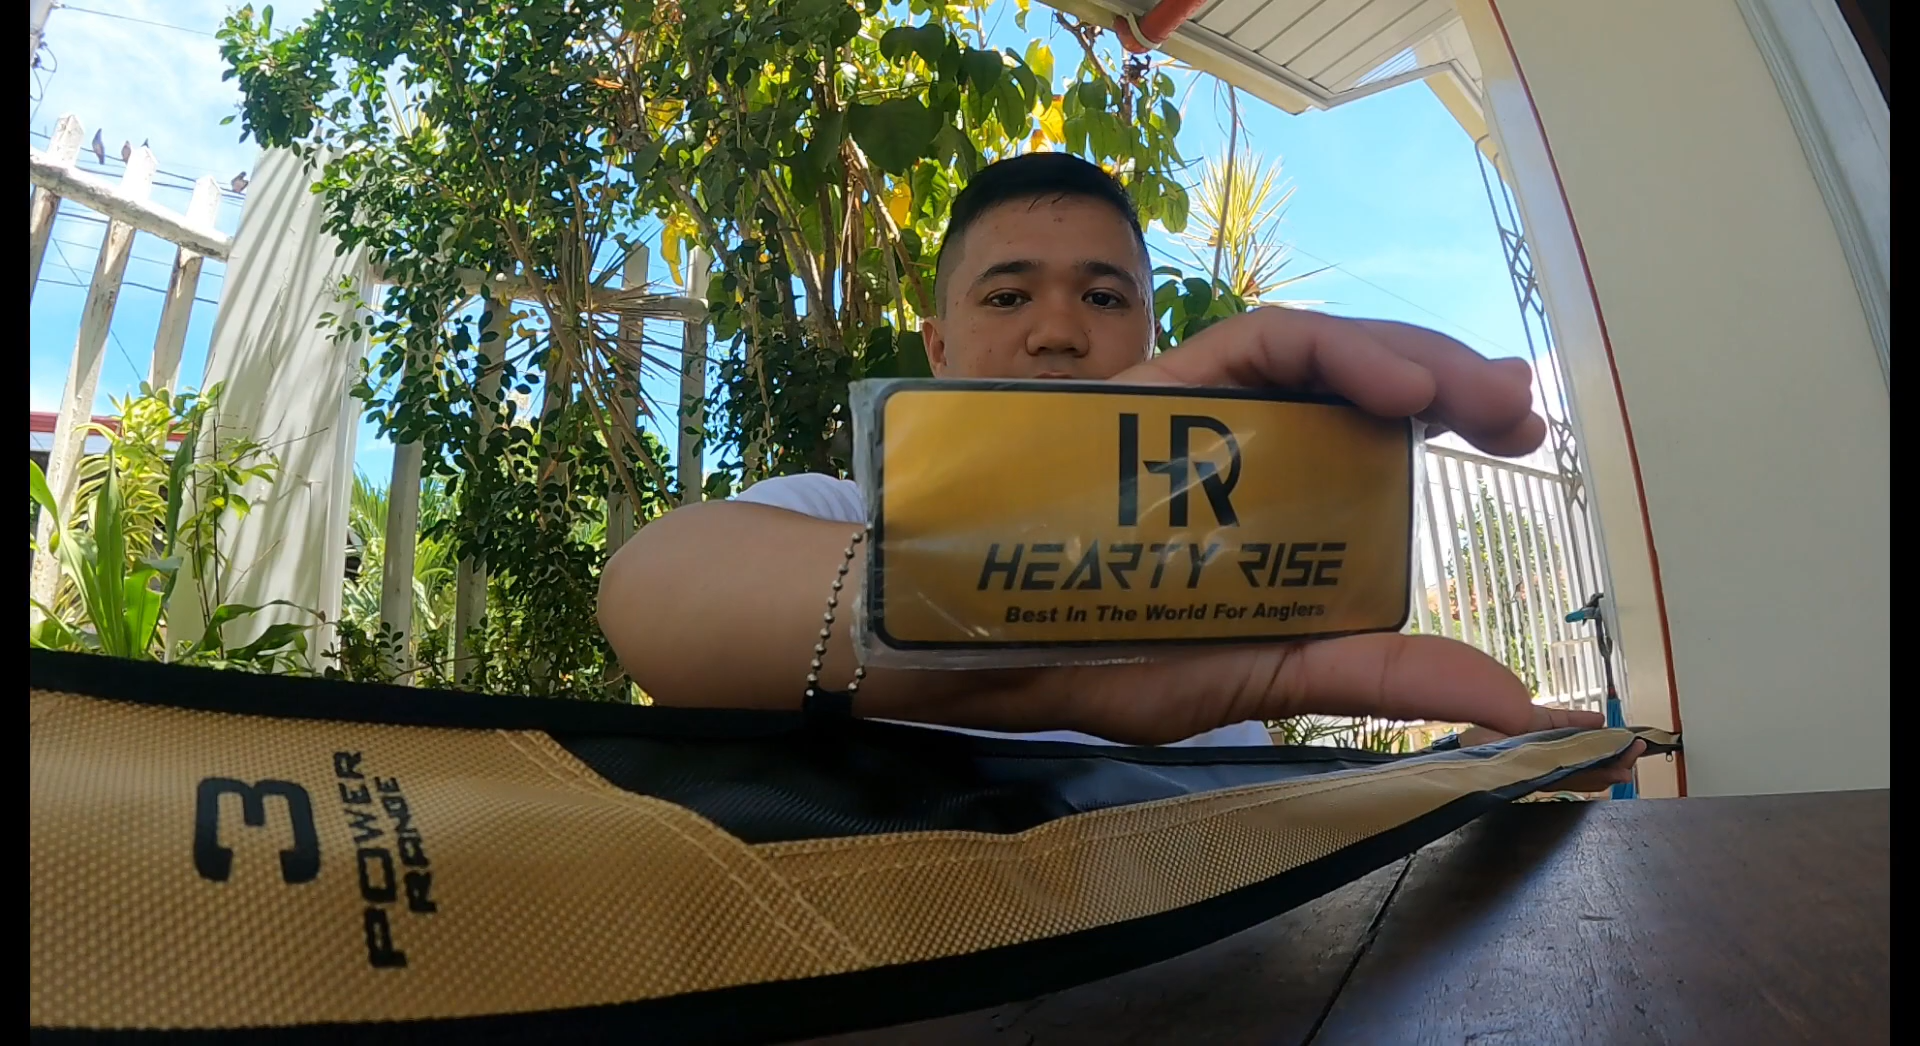 HR
HEARTY RISE
Best In The World For Anglers
3
POWER
RANGE